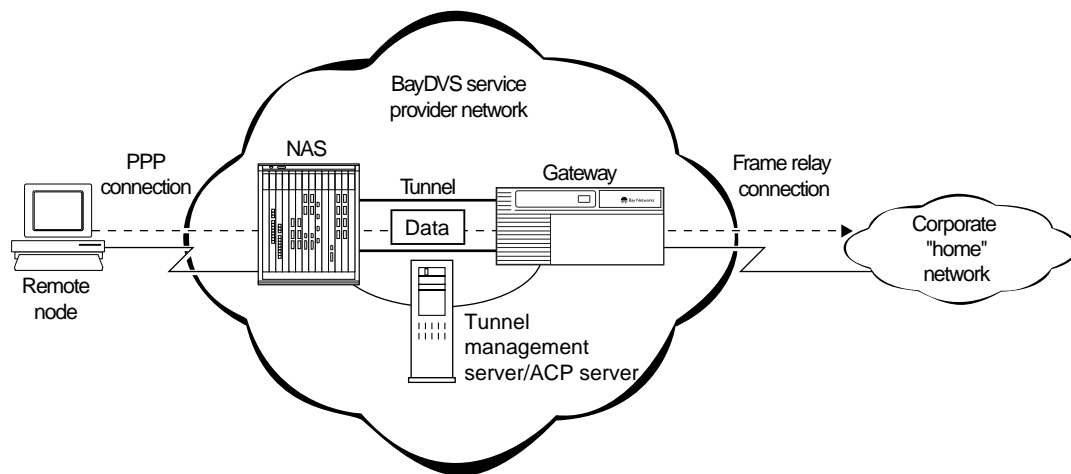 BayDVS service
provider network
NAS
PPP
connection
Tunnel
Gateway
Frame relay
connection
Bay Networks
Data
Corporate
"home"
network
Remote
node
Tunnel
management
server/ACP server